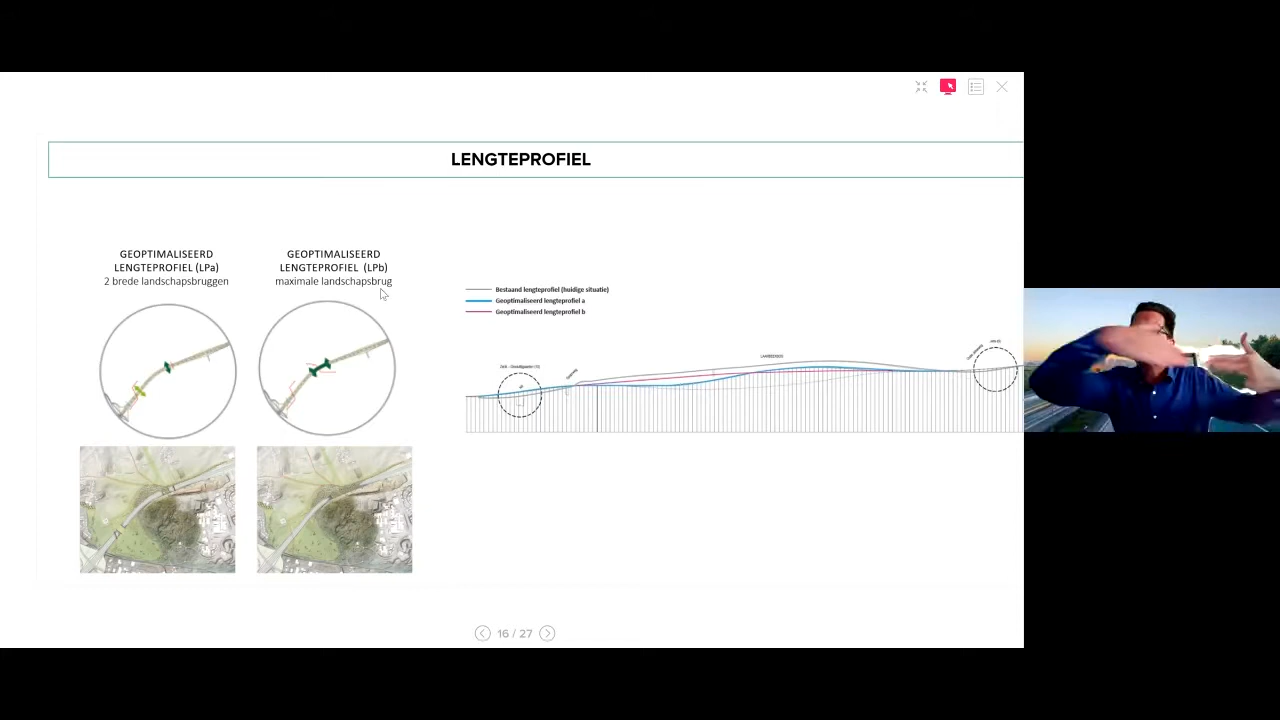 LENGTEPROFIEL
GEOPTIMALISEERD
LENGTEPROFIEL (LPa)
2 brede landschapsbruggen
GEOPTIMALISEERD
LENGTEPROFIEL (LPb)
maximale landschapsbrug
Bestaand lengteprofiel (huidige situatie)
Geoptimaliseerd lengteprofiel a
Geoptimaliseerd lengteprofiel b
16 / 27